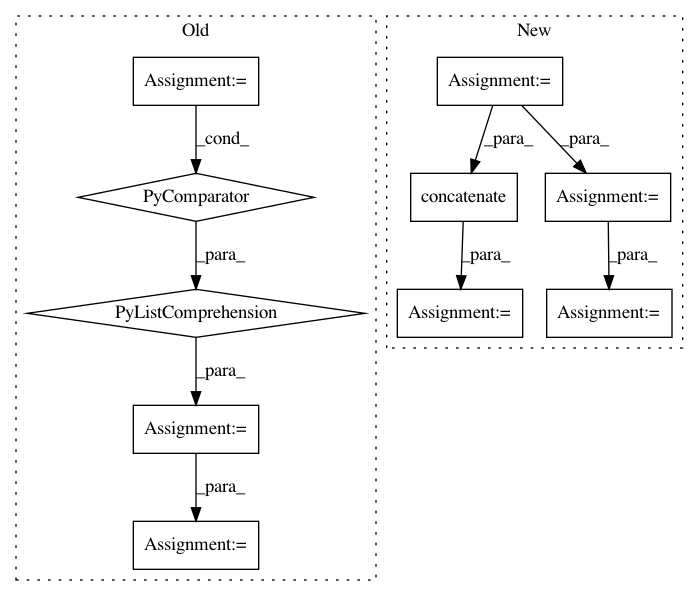 Old
New
Assignment:=
Assignment:=
_cond_
_para_
_para_
PyComparator
concatenate
Assignment:=
_para_
_para_
_para_
PyListComprehension
Assignment:=
Assignment:=
_para_
Assignment:=
_para_
Assignment:=